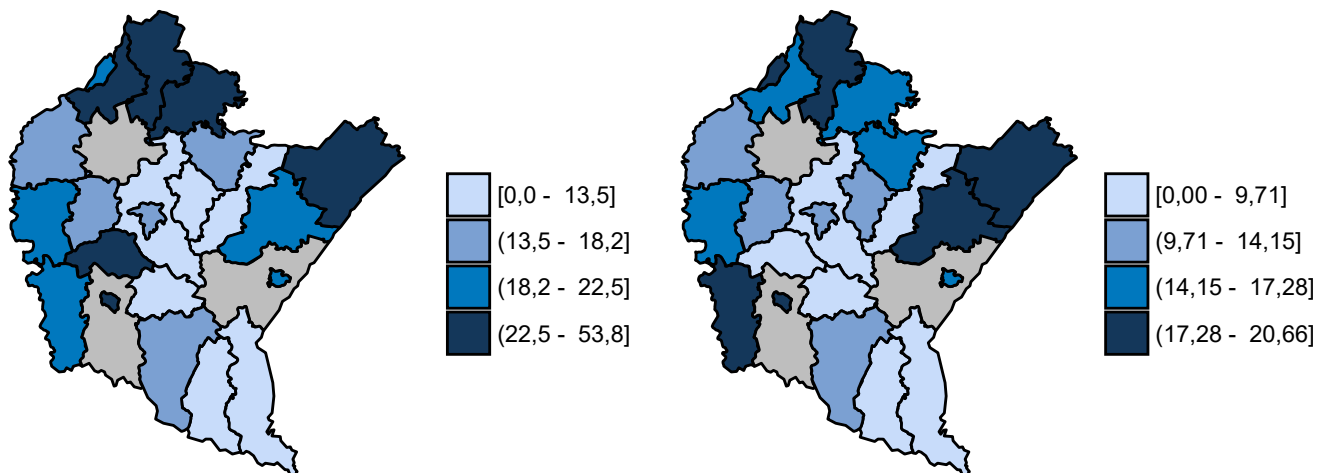 [0,0 - 13,5]
(13,5 - 18,2]
(18,2 - 22,5]
(22,5 - 53,8]
[0,00 - 9,71]
(9,71 - 14,15]
(14,15 - 17,28]
(17,28 - 20,66]